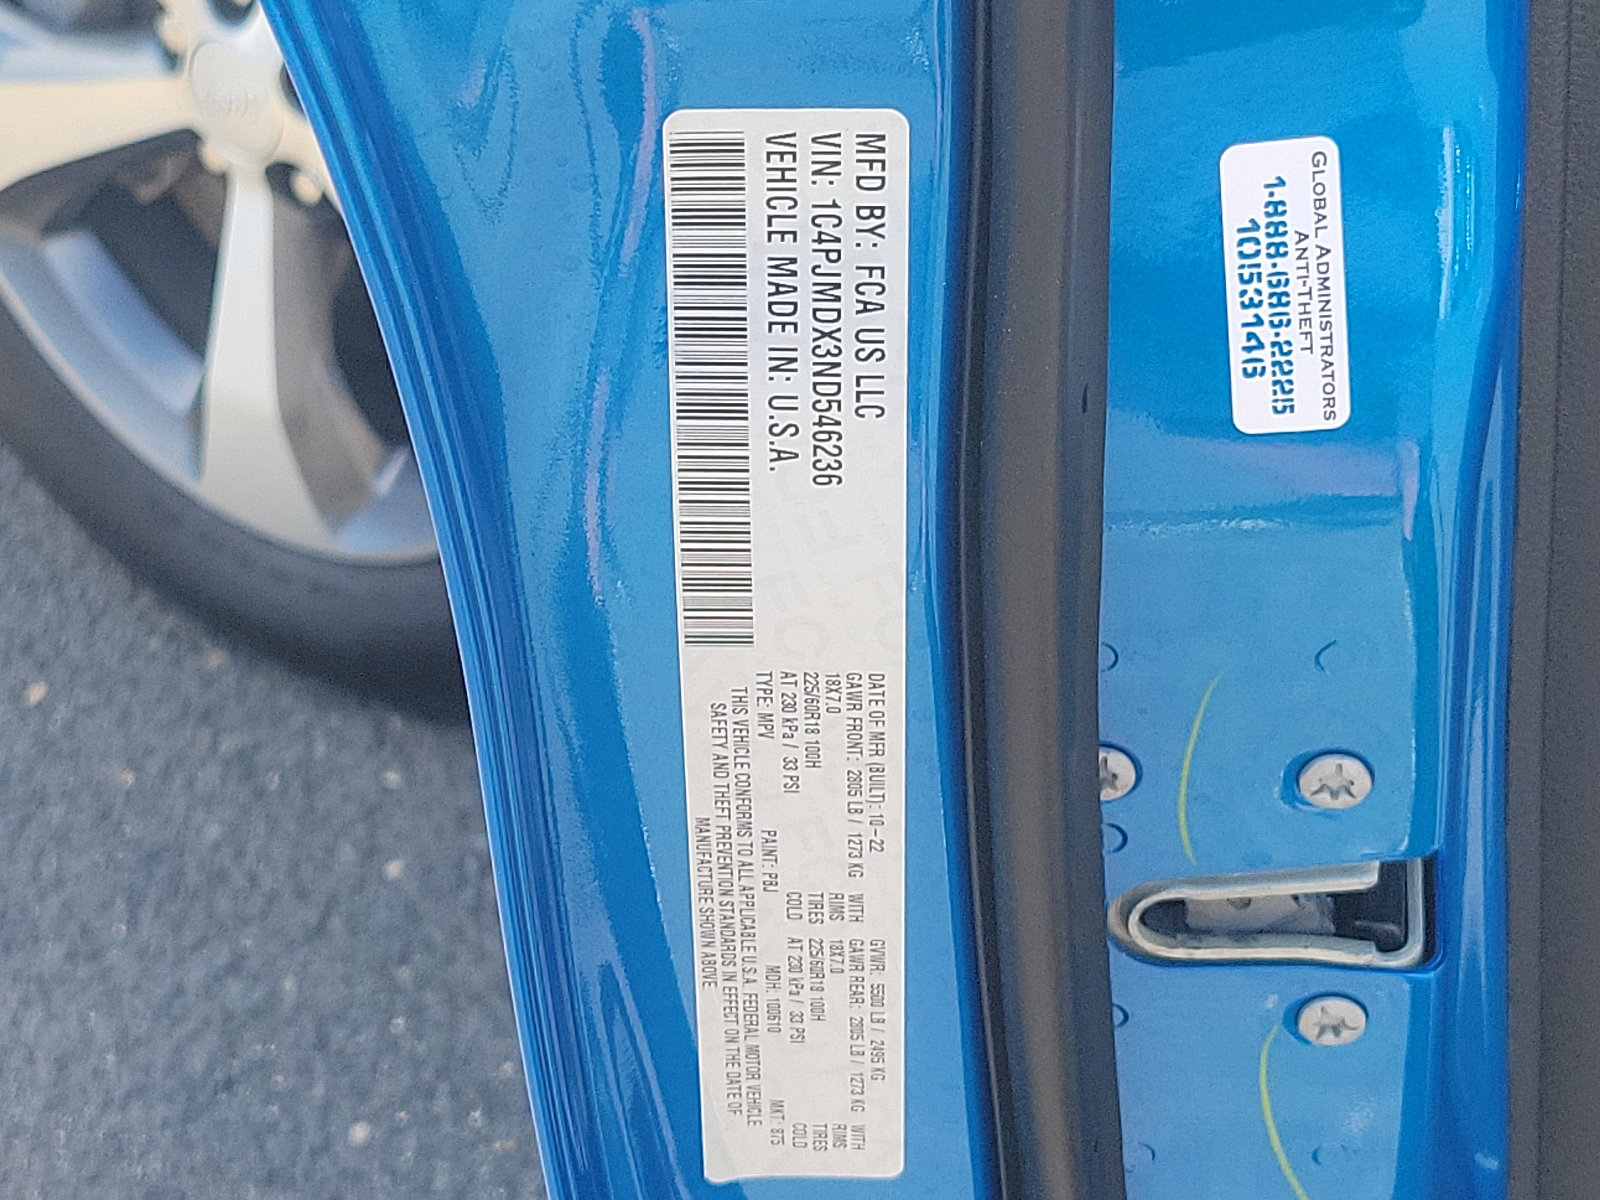 MFD BY: FCA US LLC
VIN: 1C4PJMDX3ND546236
VEHICLE MADE IN: U.S.A.
DATE OF MFR (BUILT): 10-22 GVWR: 5500 LB / 2495 KG
GAWR FRONT: 2805 LB / 1273 KG WITH GAWR REAR: 2805 LB / 1273 KG WITH
18X7.0 RIMS 18X7.0 RIMS
225/60R18 100H TIRES 225/60R18 100H TIRES
AT 230 kPa / 33 PSI COLD AT 230 kPa / 33 PSI COLD
TYPE: MPV PAINT: PBJ MDH: 100610 MKT: 875
THIS VEHICLE CONFORMS TO ALL APPLICABLE U.S.A. FEDERAL MOTOR VEHICLE
SAFETY AND THEFT PREVENTION STANDARDS IN EFFECT ON THE DATE OF
MANUFACTURE SHOWN ABOVE
GLOBAL ADMINISTRATORS
ANTI-THEFT
1-888-686-2225
1053146